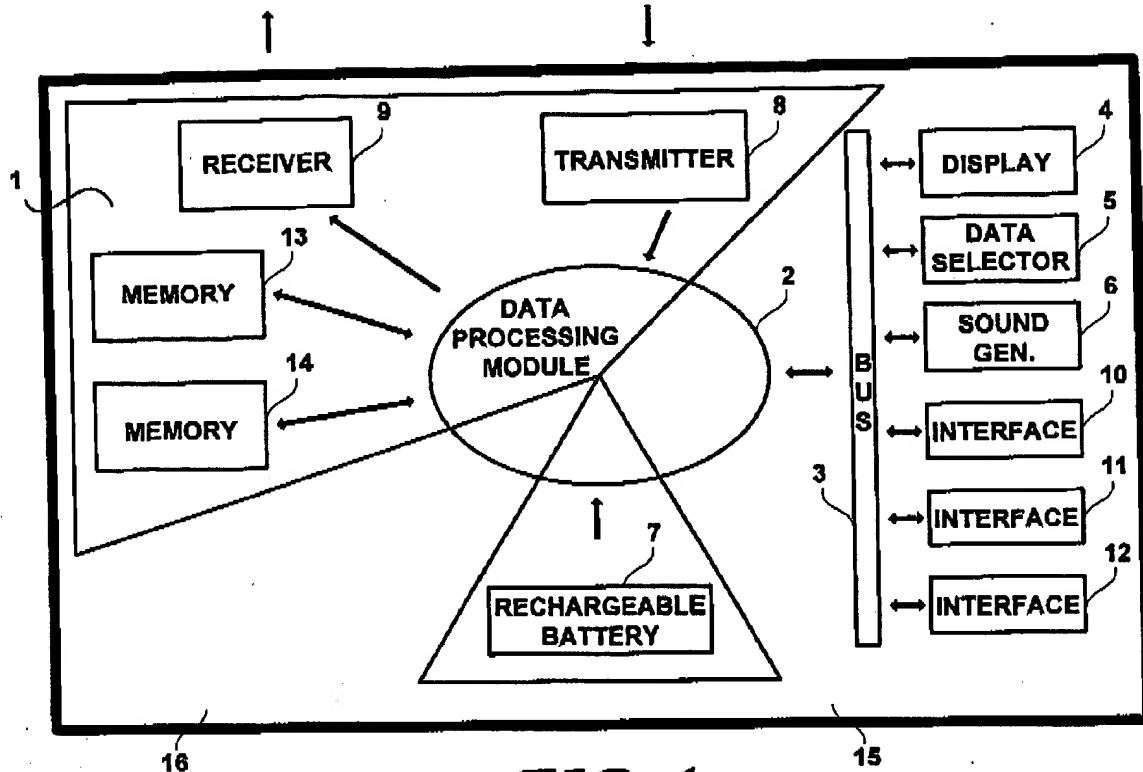 9
RECEIVER
8
TRANSMITTER
4
DISPLAY
1
5
DATA
SELECTOR
13
MEMORY
2
DATA
PROCESSING
MODULE
6
SOUND
GEN.
14
MEMORY
BUS
10
INTERFACE
3
11
INTERFACE
7
RECHARGEABLE
BATTERY
12
INTERFACE
16
15